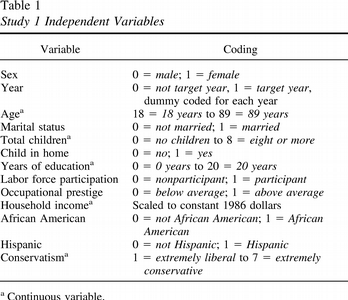 Table 1
Study 1 Independent Variables
Variable Coding
Sex 0 = male; 1 = female
Year 0 = not target year, 1 = target year,
dummy coded for each year
Ageᵃ 18 = 18 years to 89 = 89 years
Marital status 0 = not married; 1 = married
Total childrenᵃ 0 = no children to 8 = eight or more
Child in home 0 = no; 1 = yes
Years of educationᵃ 0 = 0 years to 20 = 20 years
Labor force participation 0 = nonparticipant; 1 = participant
Occupational prestige 0 = below average; 1 = above average
Household incomeᵃ Scaled to constant 1986 dollars
African American 0 = not African American; 1 = African
American
Hispanic 0 = not Hispanic; 1 = Hispanic
Conservatismᵃ 1 = extremely liberal to 7 = extremely
conservative
ᵃ Continuous variable.